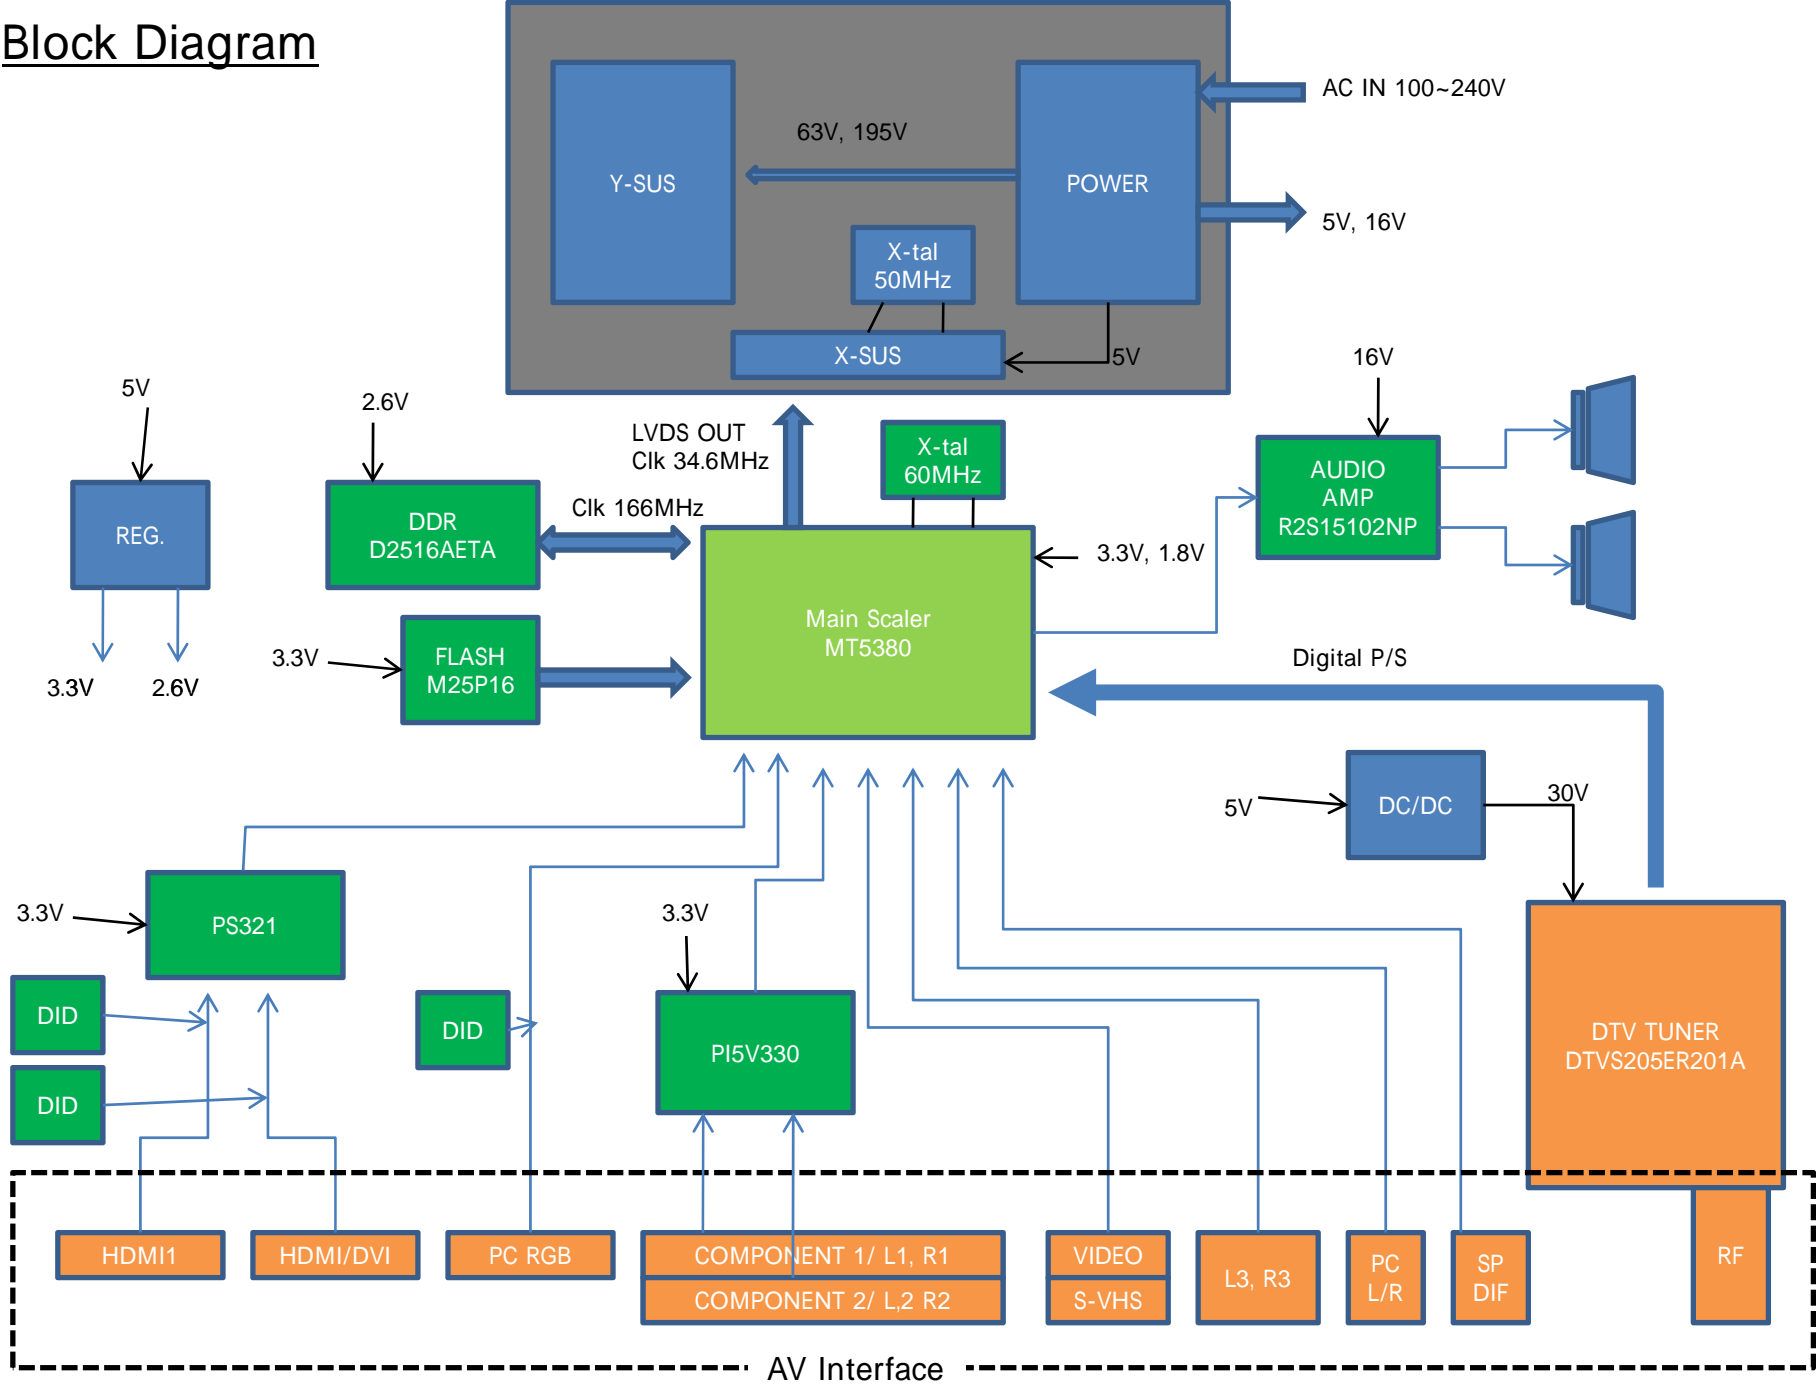 Block Diagram
AC IN 100~240V
63V, 195V
Y-SUS
POWER
5V, 16V
X-tal
50MHz
X-SUS
5V
16V
5V
2.6V
LVDS OUT
Clk 34.6MHz
X-tal
60MHz
AUDIO
AMP
R2S15102NP
REG.
DDR
D2516AETA
Clk 166MHz
3.3V, 1.8V
Main Scaler
MT5380
3.3V
FLASH
M25P16
Digital P/S
3.3V
2.6V
5V
DC/DC
30V
3.3V
PS321
3.3V
DID
DID
PI5V330
DTV TUNER
DTVS205ER201A
DID
HDMI1
HDMI/DVI
PC RGB
COMPONENT 1/ L1, R1
COMPONENT 2/ L,2 R2
VIDEO
S-VHS
L3, R3
PC
L/R
SP
DIF
RF
AV Interface